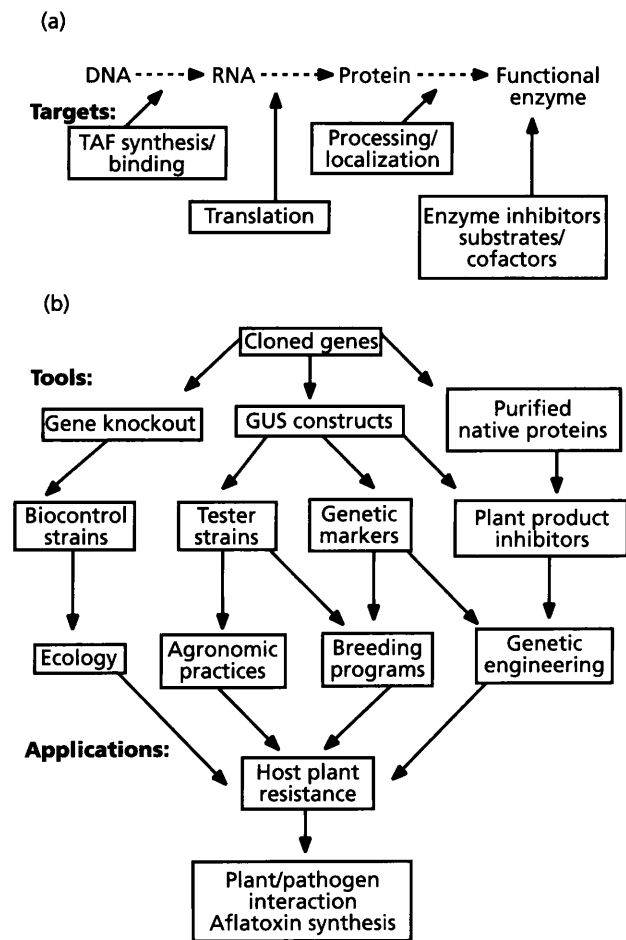 (a)
DNA RNA Protein Functional
enzyme
Targets:
TAF synthesis/
binding
Processing/
localization
Translation
Enzyme inhibitors
substrates/
cofactors
(b)
Cloned genes
Tools:
Gene knockout
GUS constructs
Purified
native proteins
Biocontrol
strains
Tester
strains
Genetic
markers
Plant product
inhibitors
Ecology
Agronomic
practices
Breeding
programs
Genetic
engineering
Applications:
Host plant
resistance
Plant/pathogen
interaction
Aflatoxin synthesis